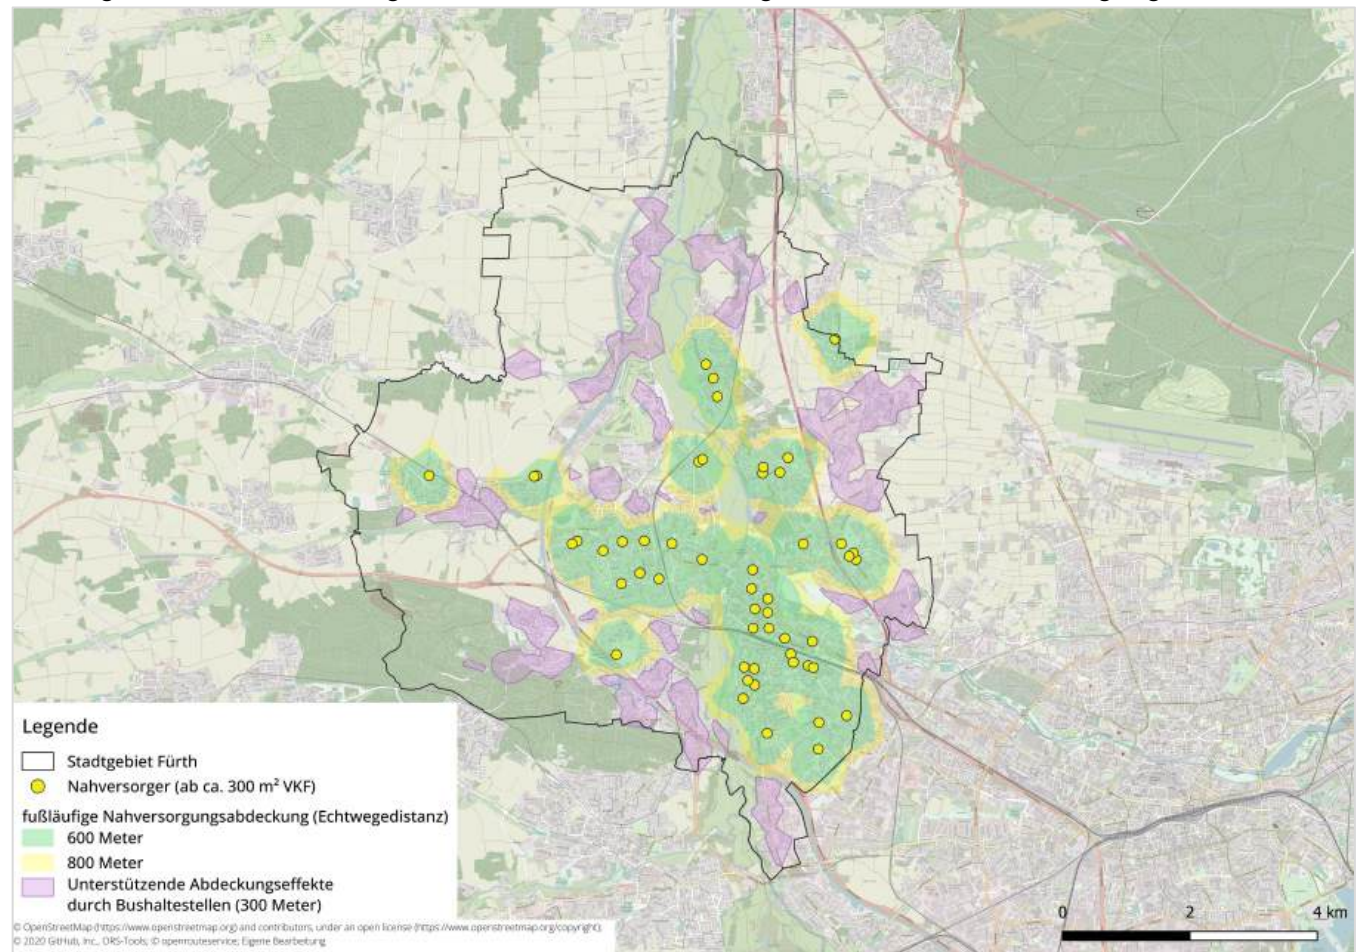 Legende
Stadtgebiet Fürth
Nahversorger (ab ca. 300 m² VKF)
fußläufige Nahversorgungsabdeckung (Echtwegedistanz)
600 Meter
800 Meter
Unterstützende Abdeckungseffekte
durch Bushaltestellen (300 Meter)
0 2 4 km
© OpenStreetMap (https://www.openstreetmap.org) and contributors, under an open license (https://www.openstreetmap.org/copyright);
© 2020 GitHub, Inc., ORS-Tools; © openrouteservice; Eigene Bearbeitung